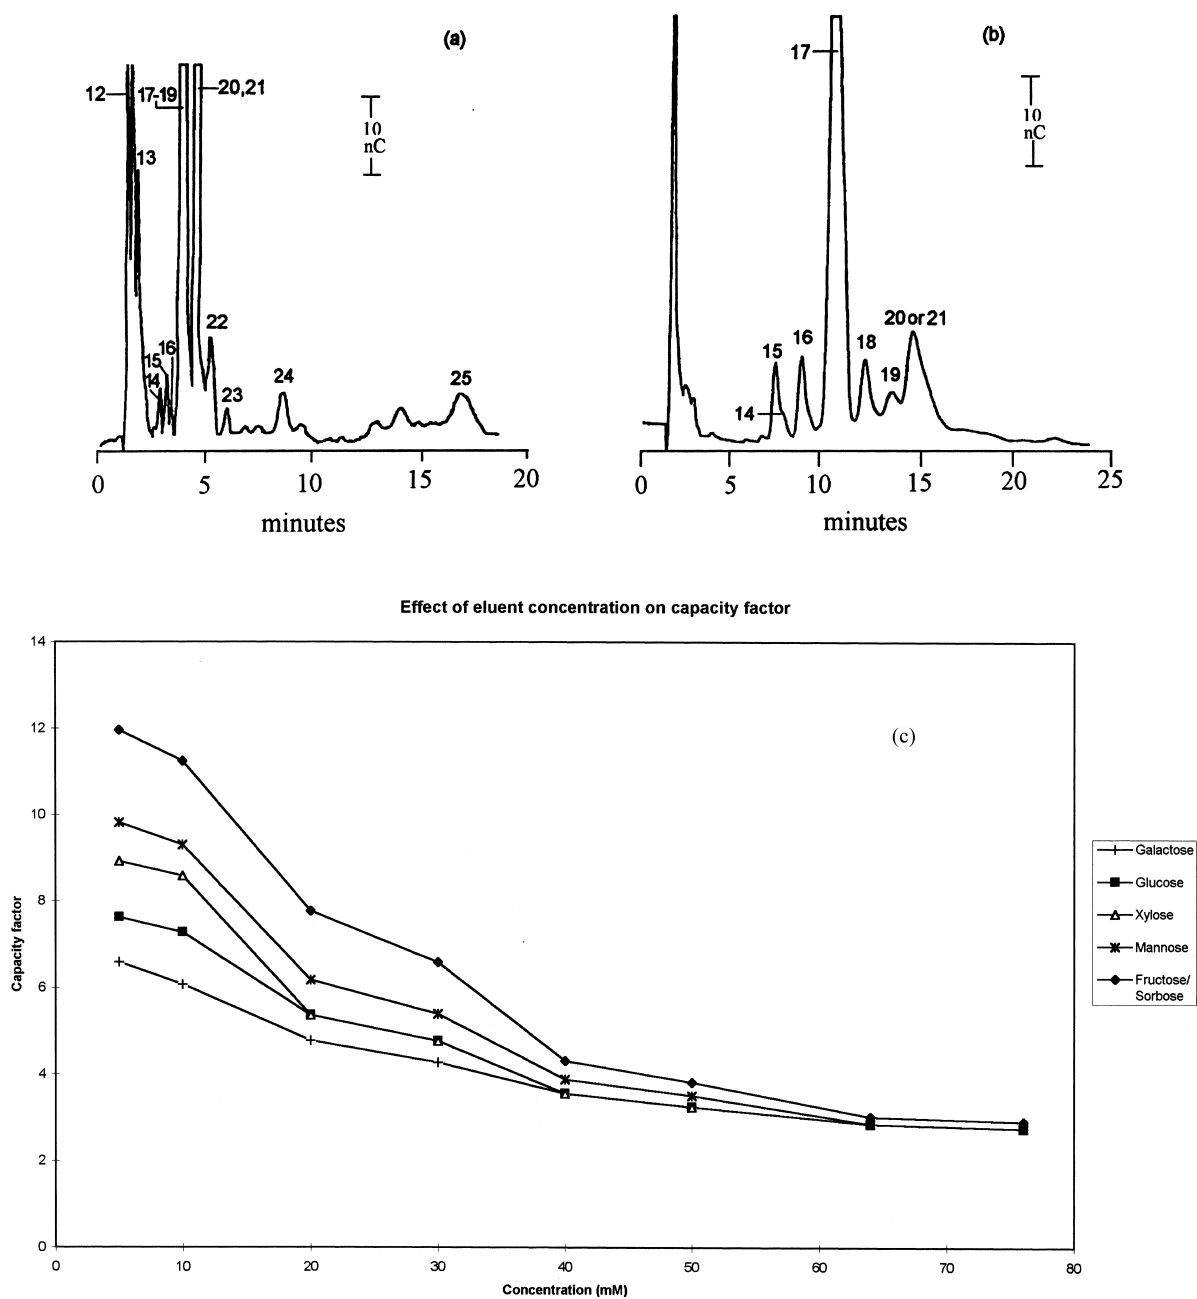 (a)
12
17-19
20,21
10
nC
13
15
16
14
22
23
24
25
0
5
10
15
20
minutes
(b)
17
10
nC
14
15
16
18
19
20 or 21
0
5
10
15
20
25
minutes
Effect of eluent concentration on capacity factor
(c)
14
12
10
8
6
4
2
0
Capacity factor
0
10
20
30
40
50
60
70
80
Concentration (mM)
Galactose
Glucose
Xylose
Mannose
Fructose/
Sorbose